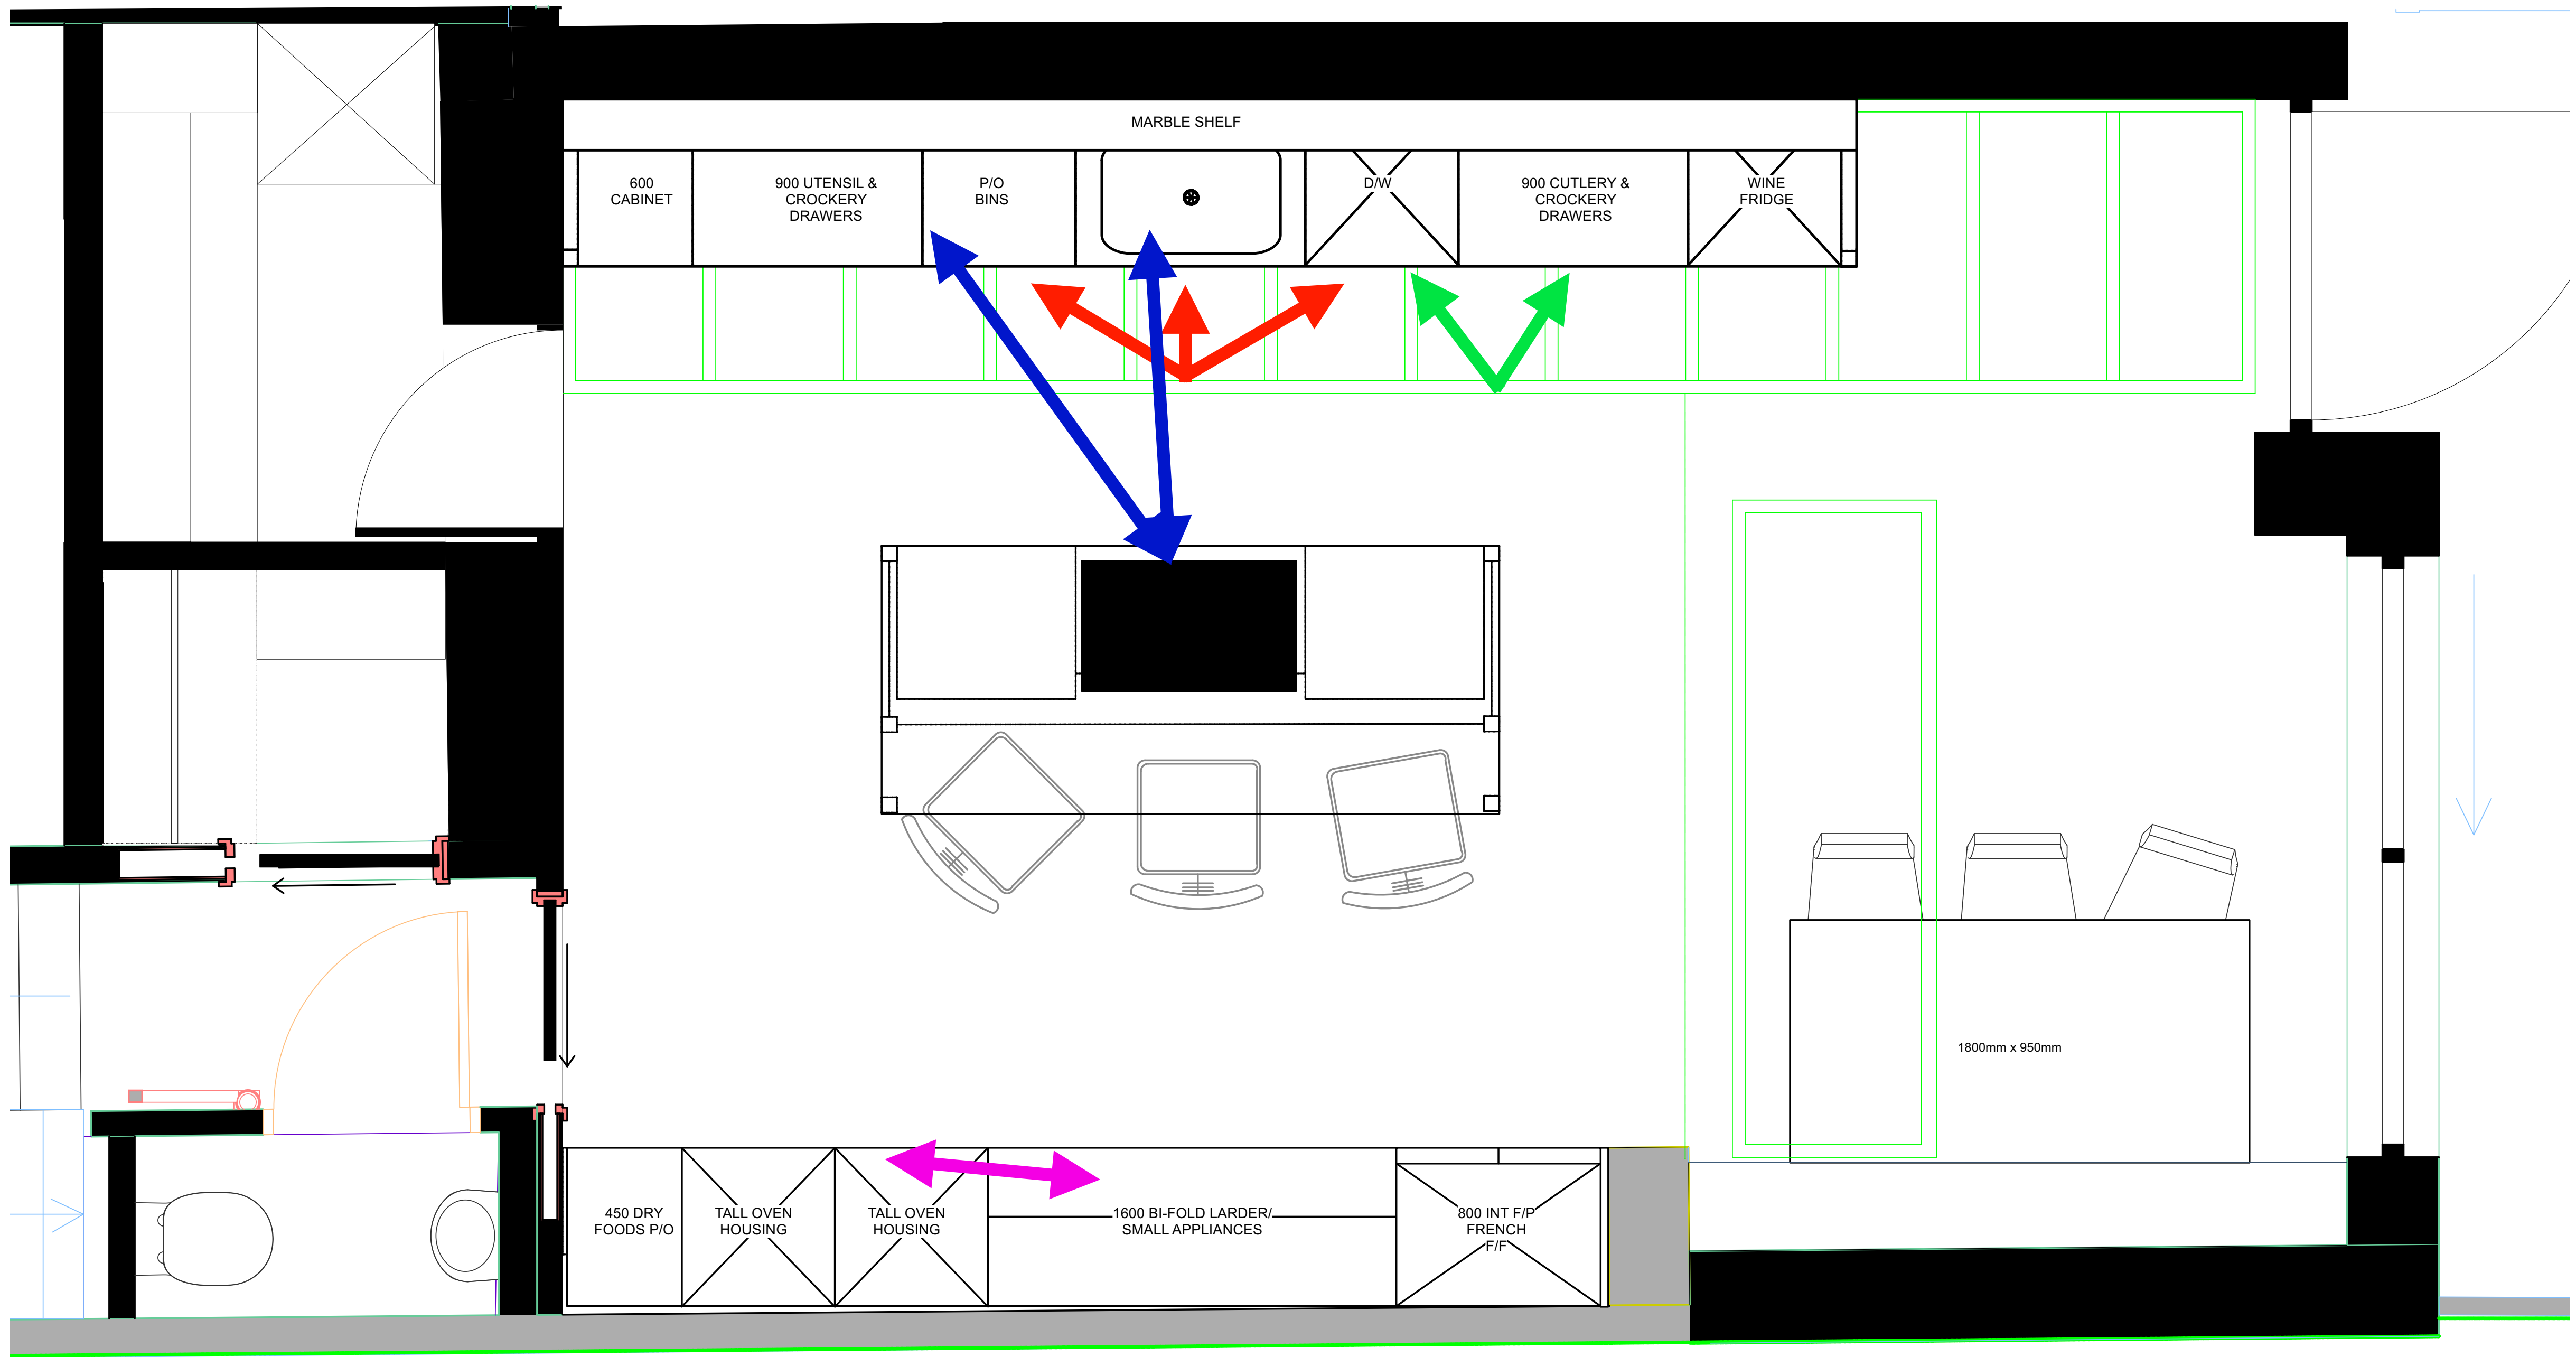 MARBLE SHELF
600
CABINET
900 UTENSIL &
CROCKERY
DRAWERS
P/O
BINS
D/W
900 CUTLERY &
CROCKERY
DRAWERS
WINE
FRIDGE
1800mm x 950mm
450 DRY
FOODS P/O
TALL OVEN
HOUSING
TALL OVEN
HOUSING
1600 BI-FOLD LARDER/
SMALL APPLIANCES
800 INT F/P
FRENCH
F/F